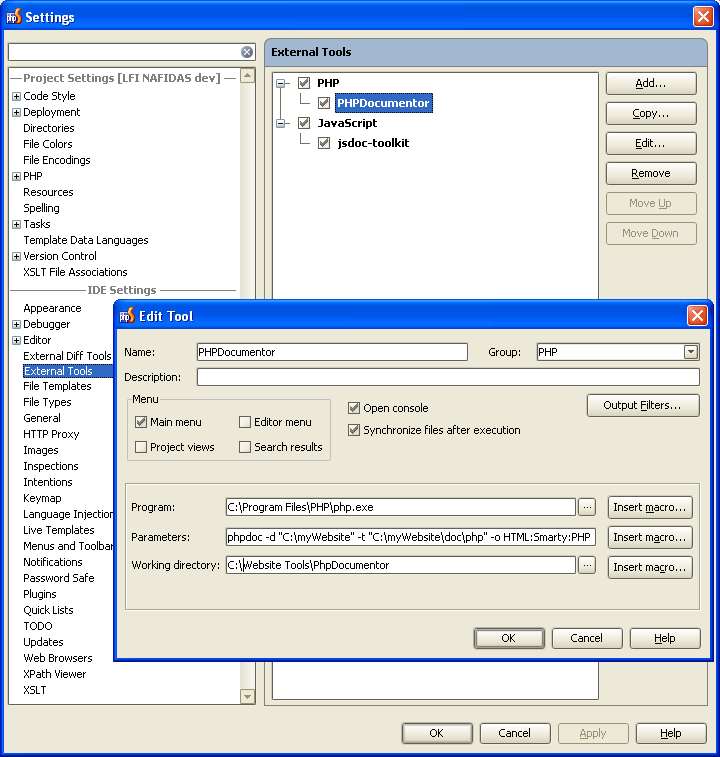 Settings
Project Settings [LFI NAFIDAS dev]
Code Style
Deployment
Directories
File Colors
File Encodings
PHP
Resources
Spelling
Tasks
Template Data Languages
Version Control
XSLT File Associations
IDE Settings
Appearance
Debugger
Editor
External Diff Tools
External Tools
File Templates
File Types
General
HTTP Proxy
Images
Inspections
Intentions
Keymap
Language Injection
Live Templates
Menus and Toolbar
Notifications
Password Safe
Plugins
Quick Lists
TODO
Updates
Web Browsers
XPath Viewer
XSLT
External Tools
PHP
PHPDocumentor
JavaScript
jsdoc-toolkit
Add...
Copy...
Edit...
Remove
Move Up
Move Down
Edit Tool
Name: PHPDocumentor Group: PHP
Description:
Menu
Main menu Editor menu
Project views Search results
Open console
Synchronize files after execution
Output Filters...
Program: C:\Program Files\PHP\php.exe ... Insert macro...
Parameters: phpdoc -d "C:\myWebsite" -t "C:\myWebsite\doc\php" -o HTML:Smarty:PHP Insert macro...
Working directory: C:\Website Tools\PhpDocumentor ... Insert macro...
OK Cancel Help
OK Cancel Apply Help